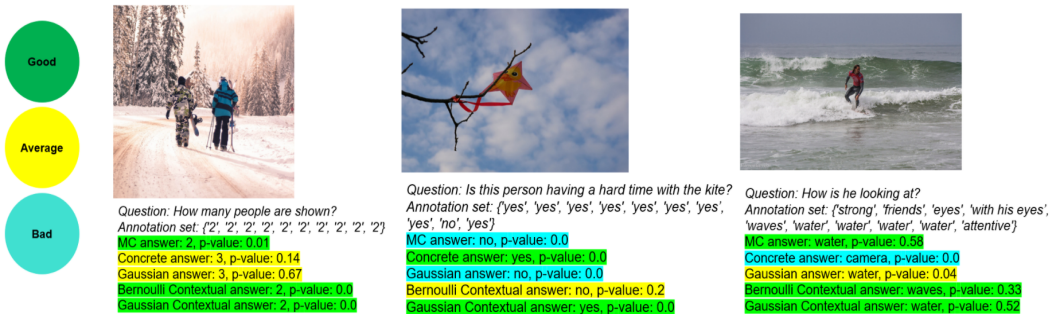 Good
Average
Bad
Question: How many people are shown?
Annotation set: {'2', '2', '2', '2', '2', '2', '2', '2', '2', '2'}
MC answer: 2, p-value: 0.01
Concrete answer: 3, p-value: 0.14
Gaussian answer: 3, p-value: 0.67
Bernoulli Contextual answer: 2, p-value: 0.0
Gaussian Contextual answer: 2, p-value: 0.0
Question: Is this person having a hard time with the kite?
Annotation set: {'yes', 'yes', 'yes', 'yes', 'yes', 'yes', 'yes',
'yes', 'no', 'yes'}
MC answer: no, p-value: 0.0
Concrete answer: yes, p-value: 0.0
Gaussian answer: no, p-value: 0.0
Bernoulli Contextual answer: no, p-value: 0.2
Gaussian Contextual answer: yes, p-value: 0.0
Question: How is he looking at?
Annotation set: {'strong', 'friends', 'eyes', 'with his eyes',
'waves', 'water', 'water', 'water', 'water', 'attentive'}
MC answer: water, p-value: 0.58
Concrete answer: camera, p-value: 0.0
Gaussian answer: water, p-value: 0.04
Bernoulli Contextual answer: waves, p-value: 0.33
Gaussian Contextual answer: water, p-value: 0.52